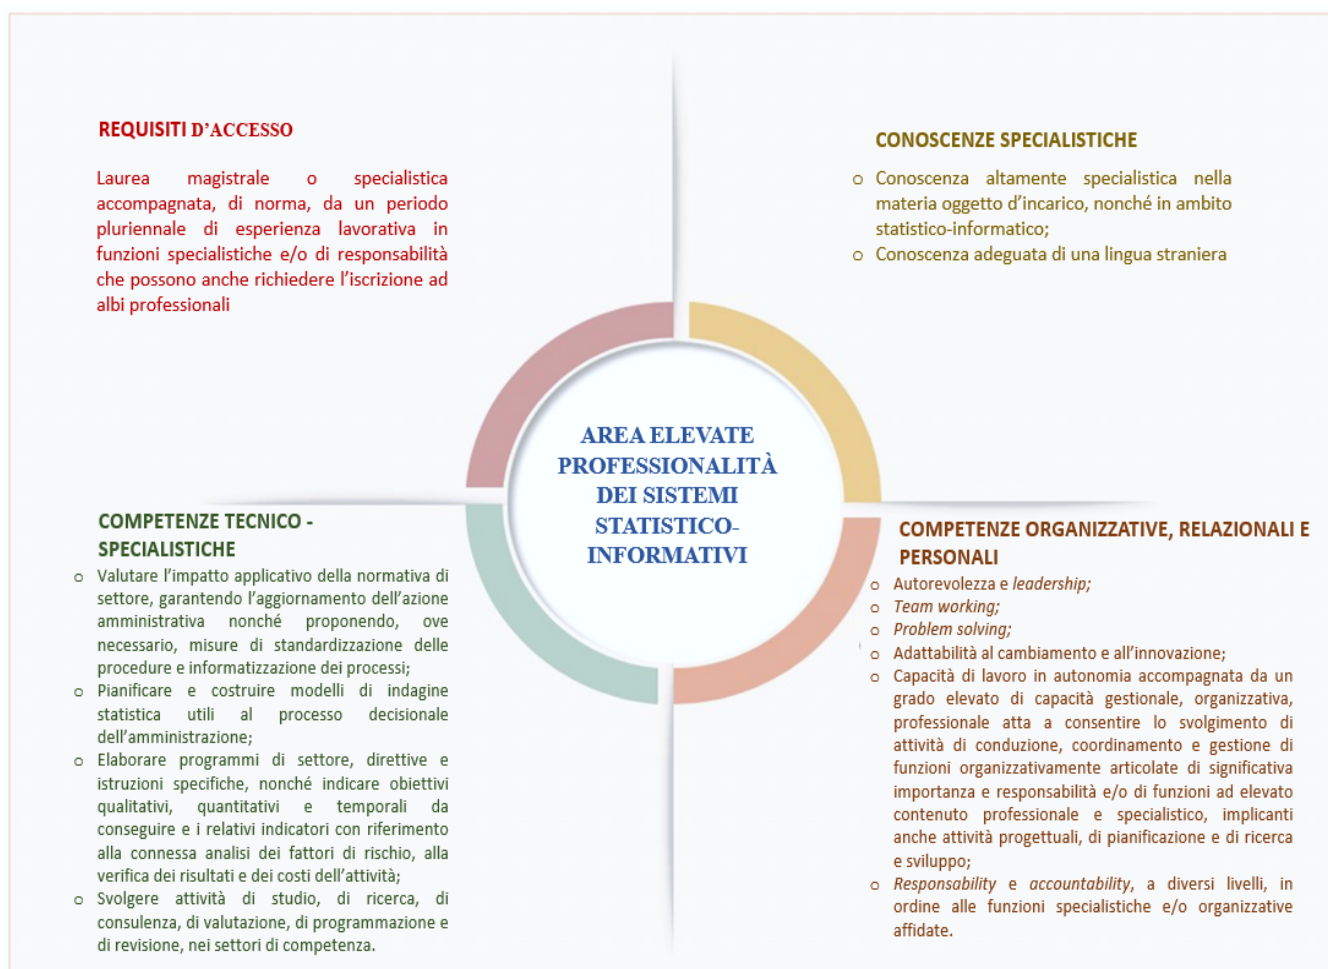 REQUISITI D’ACCESSO
Laurea magistrale o specialistica
accompagnata, di norma, da un periodo
pluriennale di esperienza lavorativa in
funzioni specialistiche e/o di responsabilità
che possono anche richiedere l’iscrizione ad
albi professionali
CONOSCENZE SPECIALISTICHE
o Conoscenza altamente specialistica nella
materia oggetto d’incarico, nonché in ambito
statistico-informatico;
o Conoscenza adeguata di una lingua straniera
AREA ELEVATE
PROFESSIONALITÀ
DEI SISTEMI
STATISTICO-
INFORMATIVI
COMPETENZE TECNICO -
SPECIALISTICHE
o Valutare l’impatto applicativo della normativa di
settore, garantendo l’aggiornamento dell’azione
amministrativa nonché proponendo, ove
necessario, misure di standardizzazione delle
procedure e informatizzazione dei processi;
o Pianificare e costruire modelli di indagine
statistica utili al processo decisionale
dell’amministrazione;
o Elaborare programmi di settore, direttive e
istruzioni specifiche, nonché indicare obiettivi
qualitativi, quantitativi e temporali da
conseguire e i relativi indicatori con riferimento
alla connessa analisi dei fattori di rischio, alla
verifica dei risultati e dei costi dell’attività;
o Svolgere attività di studio, di ricerca, di
consulenza, di valutazione, di programmazione e
di revisione, nei settori di competenza.
COMPETENZE ORGANIZZATIVE, RELAZIONALI E
PERSONALI
o Autorevolezza e leadership;
o Team working;
o Problem solving;
o Adattabilità al cambiamento e all’innovazione;
o Capacità di lavoro in autonomia accompagnata da un
grado elevato di capacità gestionale, organizzativa,
professionale atta a consentire lo svolgimento di
attività di conduzione, coordinamento e gestione di
funzioni organizzativamente articolate di significativa
importanza e responsabilità e/o di funzioni ad elevato
contenuto professionale e specialistico, implicanti
anche attività progettuali, di pianificazione e di ricerca
e sviluppo;
o Responsability e accountability, a diversi livelli, in
ordine alle funzioni specialistiche e/o organizzative
affidate.